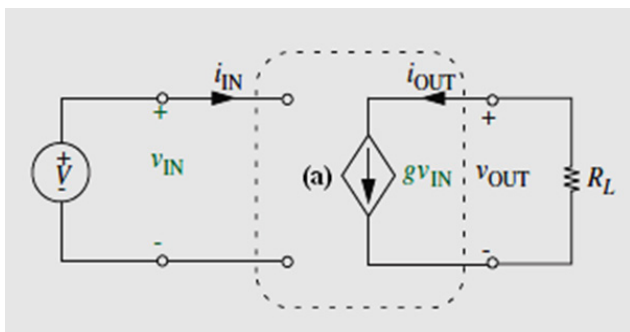 i_IN i_OUT
+ +
+ V - v_IN (a) gv_IN v_OUT R_L
- -